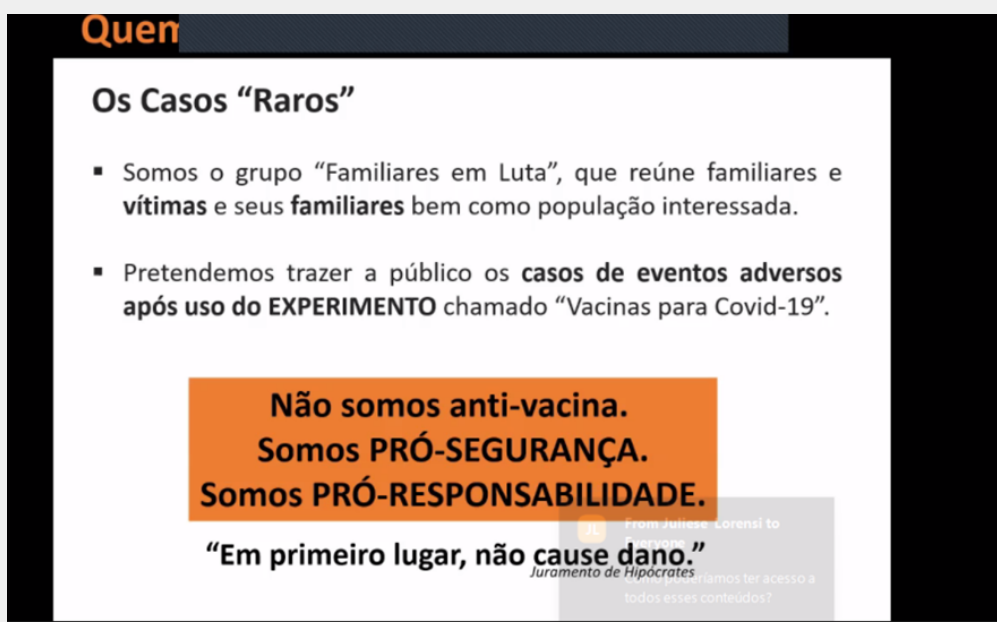 Quem
Os Casos “Raros”
▪ Somos o grupo “Familiares em Luta”, que reúne familiares e
vítimas e seus familiares bem como população interessada.
▪ Pretendemos trazer a público os casos de eventos adversos
após uso do EXPERIMENTO chamado “Vacinas para Covid-19”.
Não somos anti-vacina.
Somos PRÓ-SEGURANÇA.
Somos PRÓ-RESPONSABILIDADE.
“Em primeiro lugar, não cause dano.”
Juramento de Hipócrates
JL
From Juliese Lorensi to
Everyone
Como poderíamos ter acesso a
todos esses conteúdos?